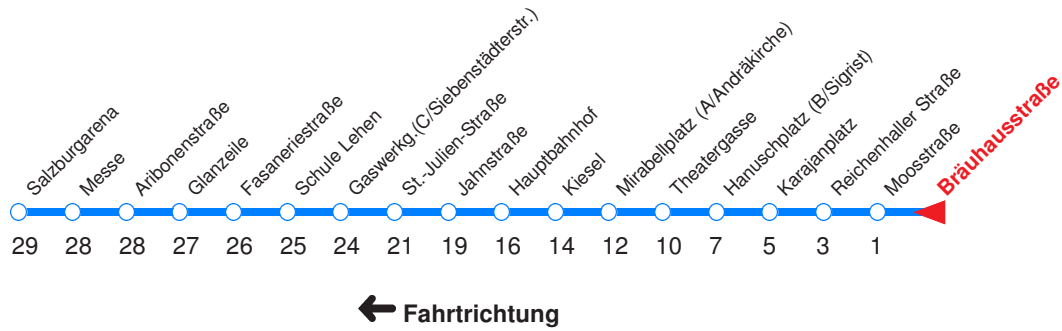 Salzburgarena
Messe
Aribonenstraße
Glanzeile
Fasaneriestraße
Schule Lehen
Gaswerkg.(C/Siebenstädterstr.)
St.-Julien-Straße
Jahnstraße
Hauptbahnhof
Kiesel
Mirabellplatz (A/Andräkirche)
Theatergasse
Hanuschplatz (B/Sigrist)
Karajanplatz
Reichenhaller Straße
Moosstraße
Bräuhausstraße
29 28 28 27 26 25 24 21 19 16 14 12 10 7 5 3 1
Fahrtrichtung